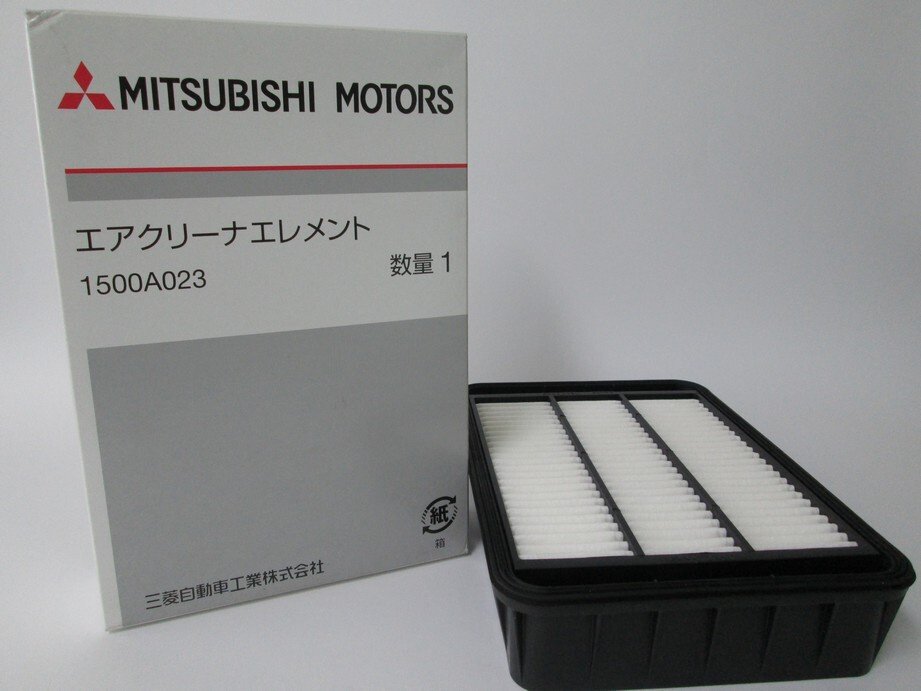 MITSUBISHI MOTORS
エアクリーナエレメント
1500A023
数量 1
紙
箱
三菱自動車工業株式会社